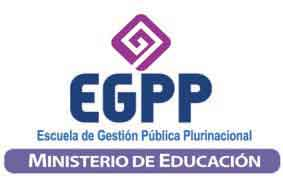 EGPP
Escuela de Gestión Pública Plurinacional
MINISTERIO DE EDUCACIÓN